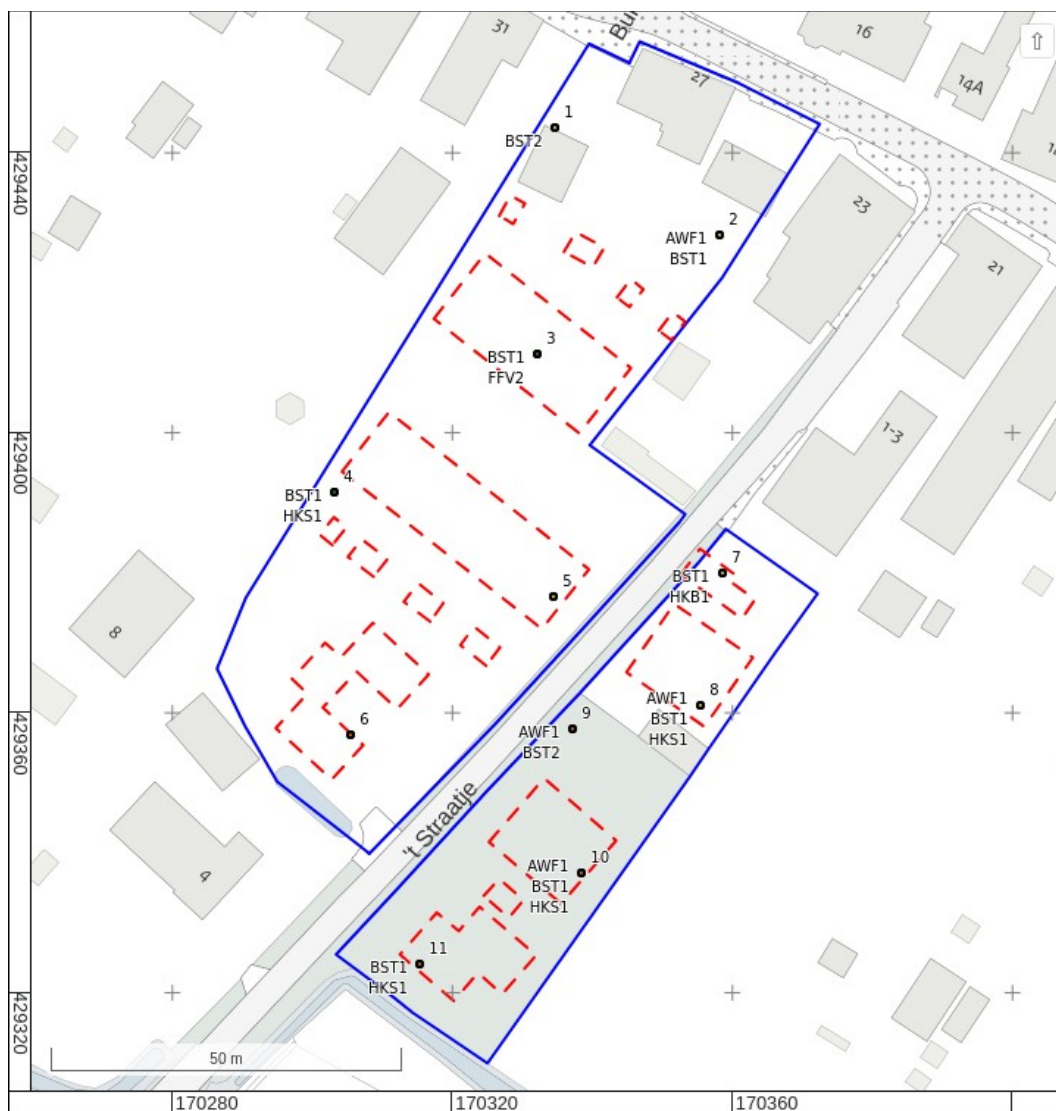 31
Bur
16
27
14A
1
BST2
23
429440
2
AWF1
BST1
21
3
BST1
FFV2
1-3
429400
4
BST1
HKS1
7
BST1
HKB1
5
8
8
AWF1
BST1
HKS1
6
9
AWF1
BST2
429360
't Straatje
4
10
AWF1
BST1
HKS1
11
BST1
HKS1
429320
50 m
170280
170320
170360